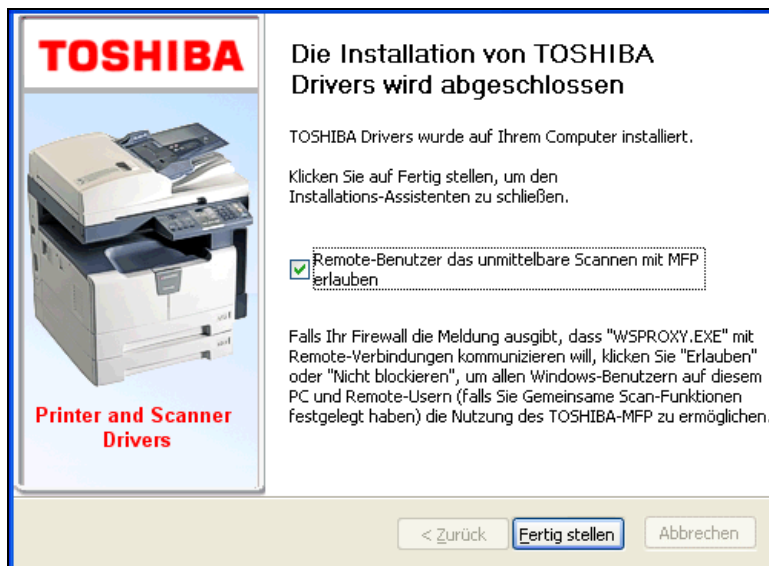 TOSHIBA
Printer and Scanner
Drivers
Die Installation von TOSHIBA
Drivers wird abgeschlossen
TOSHIBA Drivers wurde auf Ihrem Computer installiert.
Klicken Sie auf Fertig stellen, um den
Installations-Assistenten zu schließen.
Remote-Benutzer das unmittelbare Scannen mit MFP
erlauben
Falls Ihr Firewall die Meldung ausgibt, dass "WSPROXY.EXE" mit
Remote-Verbindungen kommunizieren will, klicken Sie "Erlauben"
oder "Nicht blockieren", um allen Windows-Benutzern auf diesem
PC und Remote-Usern (falls Sie Gemeinsame Scan-Funktionen
festgelegt haben) die Nutzung des TOSHIBA-MFP zu ermöglichen.
< Zurück
Fertig stellen
Abbrechen